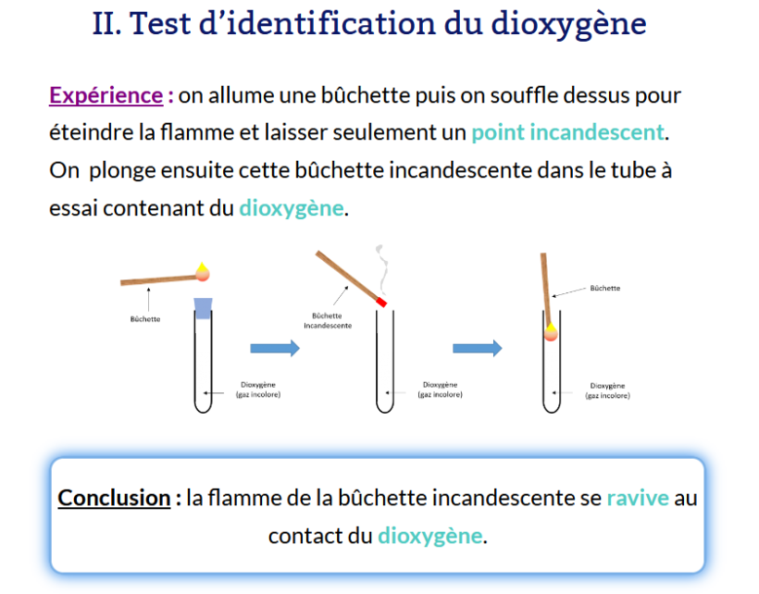 II. Test d’identification du dioxygène
Expérience : on allume une bûchette puis on souffle dessus pour
éteindre la flamme et laisser seulement un point incandescent.
On plonge ensuite cette bûchette incandescente dans le tube à
essai contenant du dioxygène.
Bûchette
Dioxygène
(gaz incolore)
Bûchette
incandescente
Dioxygène
(gaz incolore)
Bûchette
Dioxygène
(gaz incolore)
Conclusion : la flamme de la bûchette incandescente se ravive au
contact du dioxygène.